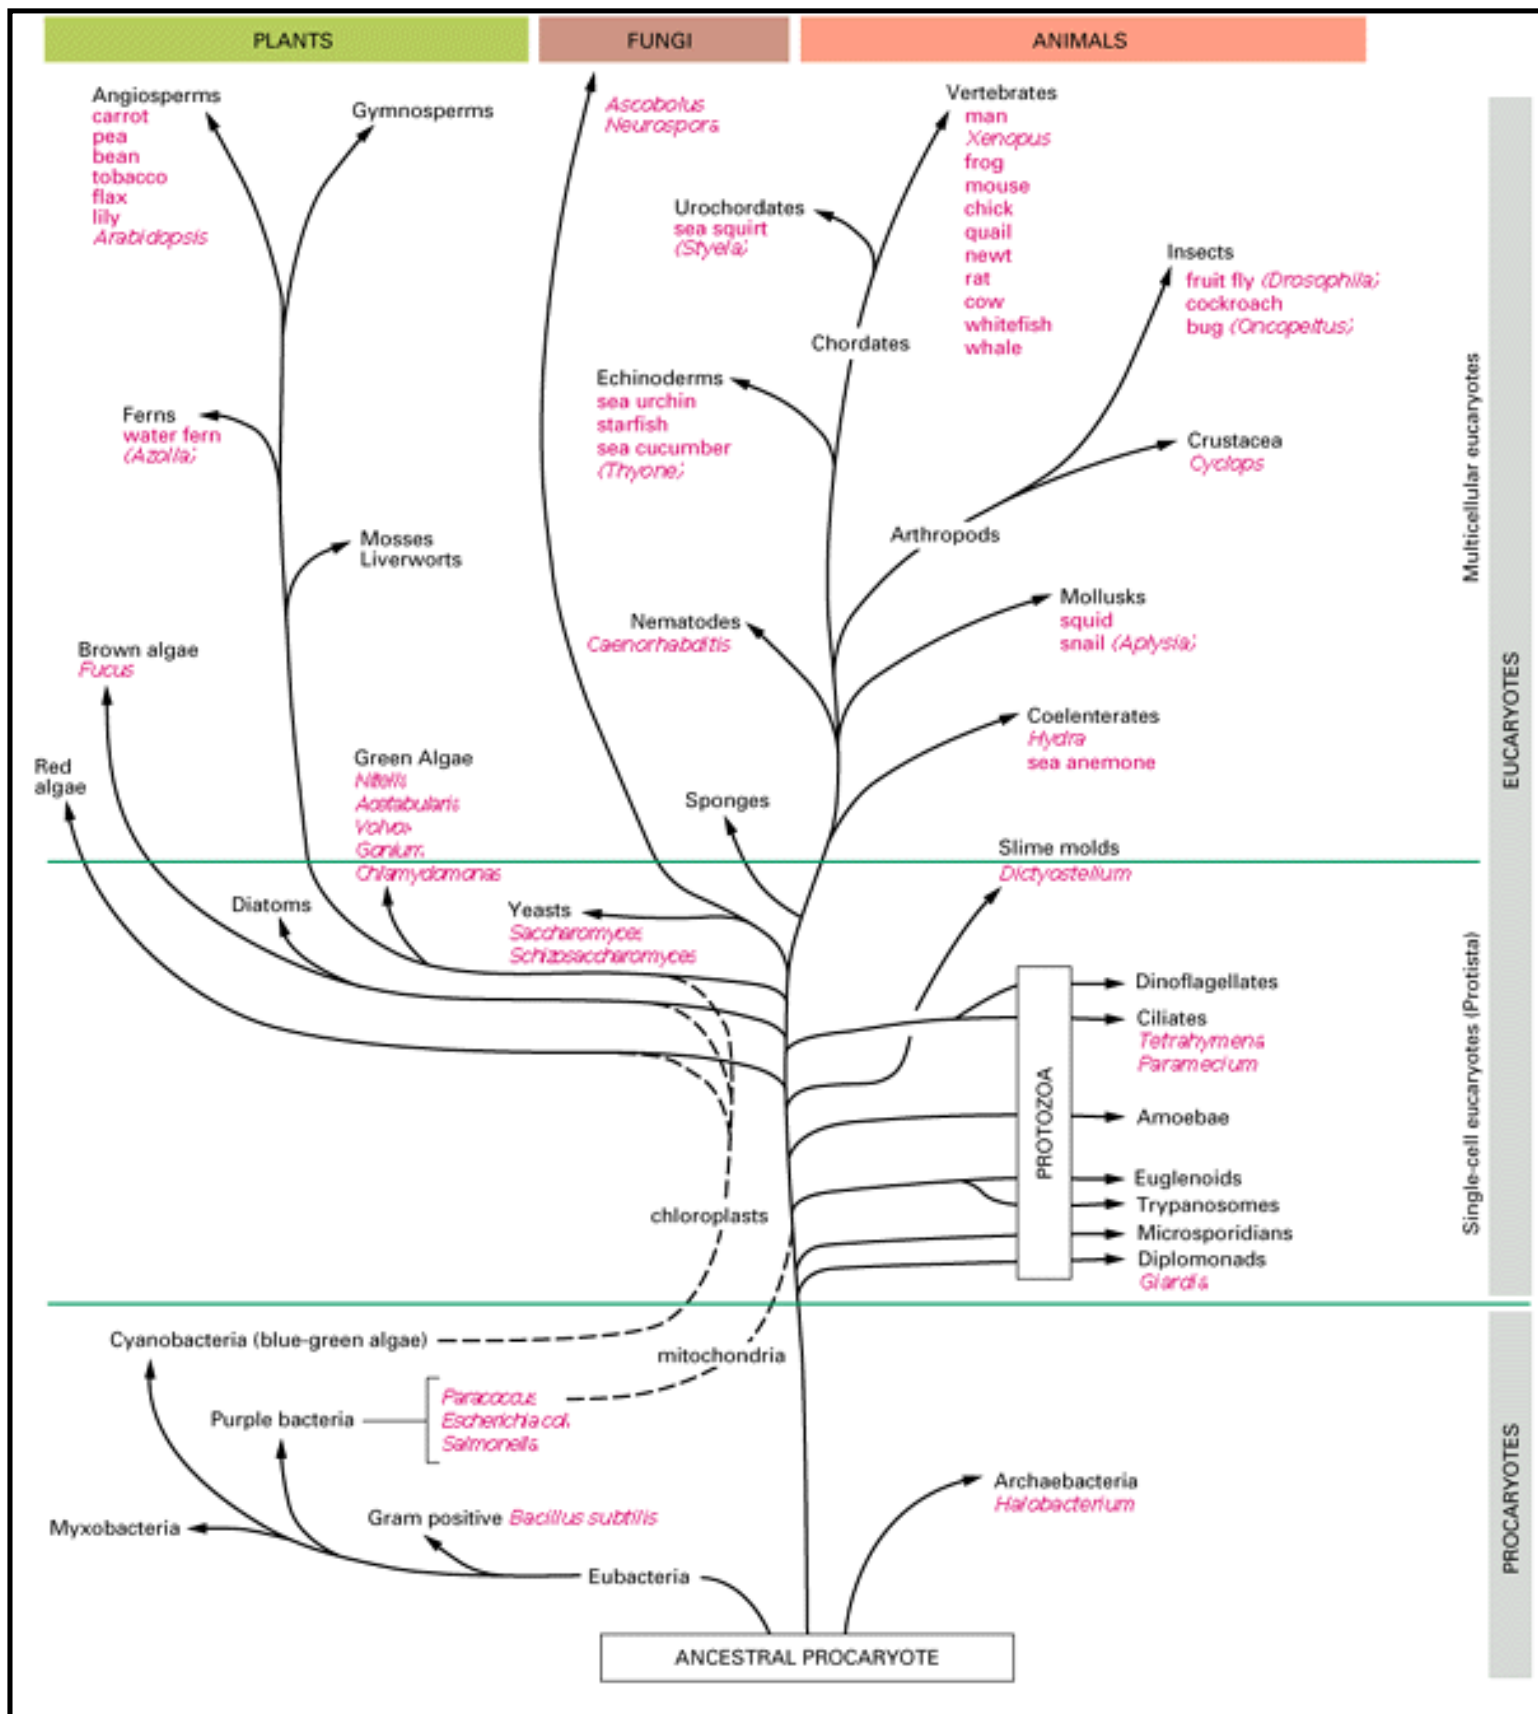 PLANTS
FUNGI
ANIMALS
Angiosperms
carrot
pea
bean
tobacco
flax
lily
Arabidopsis
Gymnosperms
Ascobolus
Neurospora
Vertebrates
man
Xenopus
frog
mouse
chick
quail
newt
rat
cow
whitefish
whale
Urochordates
sea squirt
(Styela)
Insects
fruit fly (Drosophila)
cockroach
bug (Oncopeltus)
Chordates
Echinoderms
sea urchin
starfish
sea cucumber
(Thyone)
Ferns
water fern
(Azolla)
Crustacea
Cyclops
Arthropods
Mosses
Liverworts
Mollusks
squid
snail (Aplysia)
Nematodes
Caenorhabditis
Brown algae
Fucus
Coelenterates
Hydra
sea anemone
Red
algae
Green Algae
Nitella
Acetabularia
Volvox
Gonium
Chlamydomonas
Sponges
Slime molds
Dictyostelium
Diatoms
Yeasts
Saccharomyces
Schizosaccharomyces
PROTOZOA
Dinoflagellates
Ciliates
Tetrahymena
Paramecium
Amoebae
Euglenoids
Trypanosomes
Microsporidians
Diplomonads
Giardia
chloroplasts
mitochondria
Cyanobacteria (blue-green algae)
Purple bacteria
Paracoccus
Escherichia coli
Salmonella
Myxobacteria
Gram positive Bacillus subtilis
Eubacteria
Archaebacteria
Halobacterium
ANCESTRAL PROCARYOTE
Multicellular eucaryotes
Single-cell eucaryotes (Protista)
EUCARYOTES
PROCARYOTES